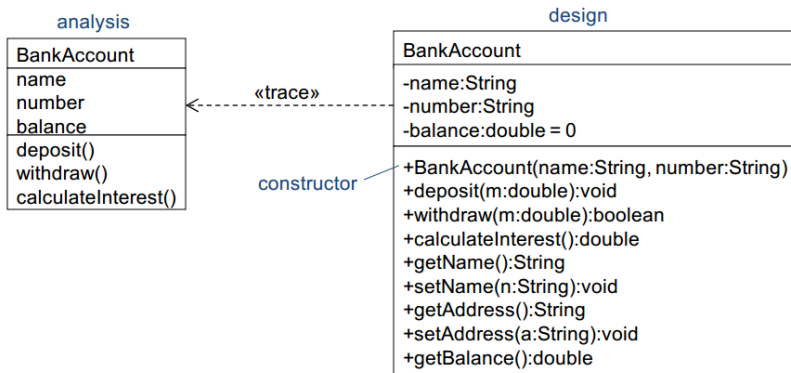 analysis
BankAccount
name
number
balance
deposit()
withdraw()
calculateInterest()
«trace»
design
BankAccount
-name:String
-number:String
-balance:double = 0
constructor
+BankAccount(name:String, number:String)
+deposit(m:double):void
+withdraw(m:double):boolean
+calculateInterest():double
+getName():String
+setName(n:String):void
+getAddress():String
+setAddress(a:String):void
+getBalance():double